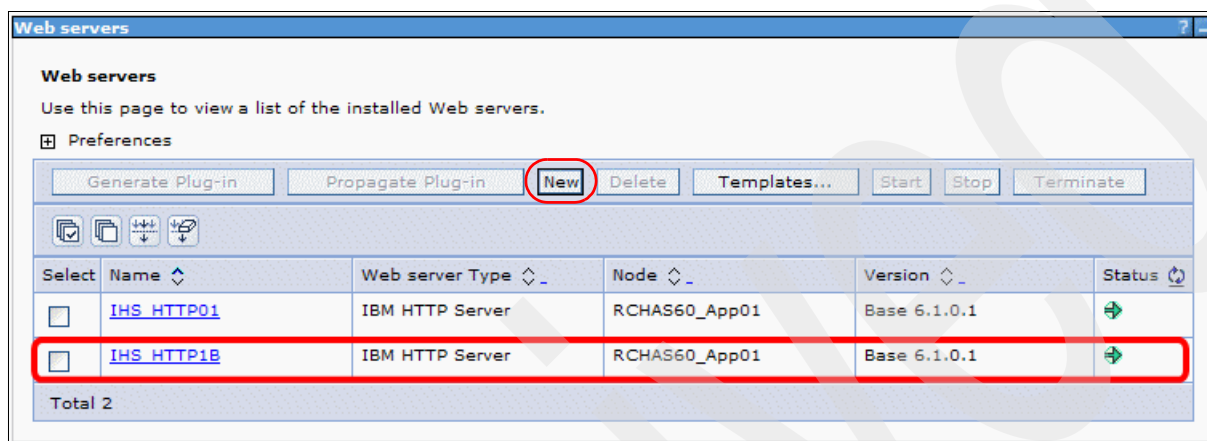 Web servers ? –
Web servers
Use this page to view a list of the installed Web servers.
Preferences
Generate Plug-in Propagate Plug-in New Delete Templates... Start Stop Terminate
Select Name Web server Type Node Version Status
IHS_HTTP01 IBM HTTP Server RCHAS60_App01 Base 6.1.0.1
IHS_HTTP1B IBM HTTP Server RCHAS60_App01 Base 6.1.0.1
Total 2